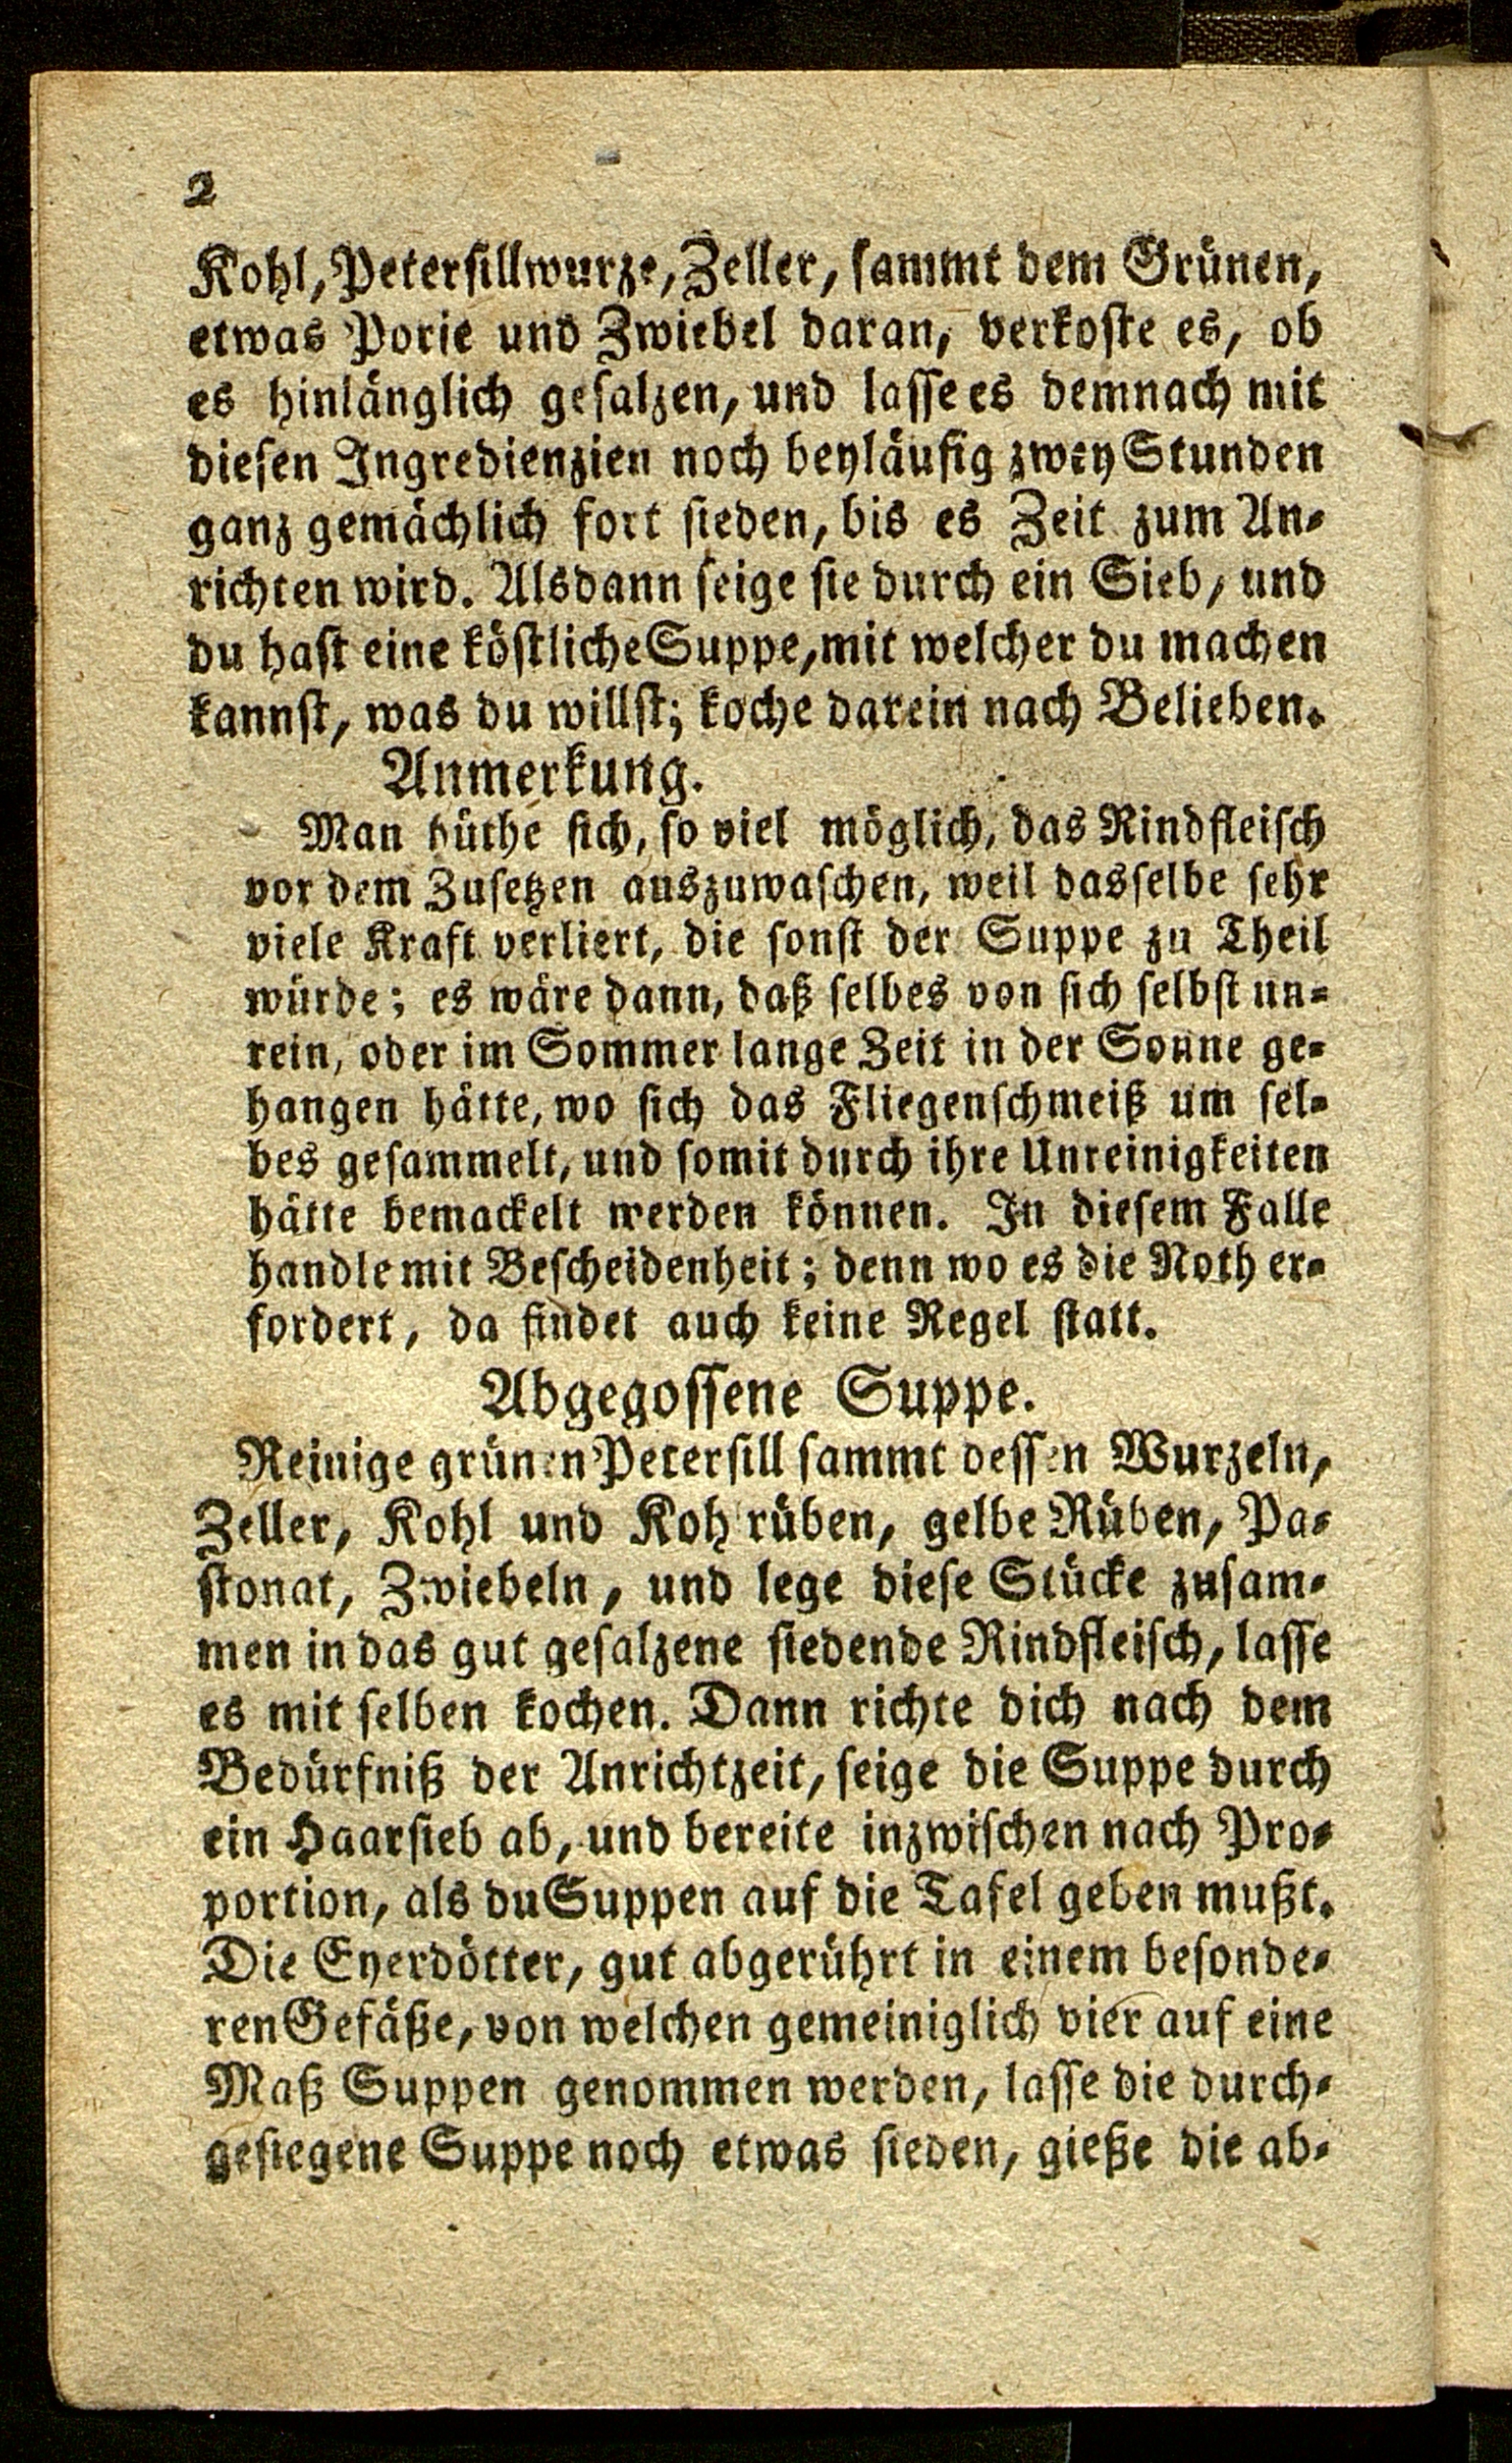 2
Kohl, Petersillwurze, Zeller, sammt dem Grünen,
etwas Porie und Zwiebel daran, verkoste es, ob
es hinlänglich gesalzen, und lasse es demnach mit
diesen Ingredienzien noch beyläufig zwey Stunden
ganz gemächlich fort sieden, bis es Zeit zum An-
richten wird. Alsdann seige sie durch ein Sieb, und
du hast eine köstliche Suppe, mit welcher du machen
kannst, was du willst; koche darein nach Belieben.
Anmerkung.
Man hüthe sich, so viel möglich, das Rindfleisch
vor dem Zusetzen auszuwaschen, weil dasselbe sehr
viele Kraft verliert, die sonst der Suppe zu Theil
würde; es wäre dann, daß selbes von sich selbst un-
rein, oder im Sommer lange Zeit in der Sonne ge-
hangen hätte, wo sich das Fliegenschmeiß um sel-
bes gesammelt, und somit durch ihre Unreinigkeiten
hätte bemackelt werden können. In diesem Falle
handle mit Bescheidenheit; denn wo es die Noth er-
fordert, da findet auch keine Regel statt.
Abgegossene Suppe.
Reinige grünen Petersill sammt dessen Wurzeln,
Zeller, Kohl und Koh rüben, gelbe Rüben, Pa-
stonat, Zwiebeln, und lege diese Stücke zusam-
men in das gut gesalzene siedende Rindfleisch, lasse
es mit selben kochen. Dann richte dich nach dem
Bedürfniß der Anrichtzeit, seige die Suppe durch
ein Haarsieb ab, und bereite inzwischen nach Pro-
portion, als du Suppen auf die Tafel geben mußt.
Die Eyerdötter, gut abgerührt in einem besonde-
ren Gefäße, von welchen gemeiniglich vier auf eine
Maß Suppen genommen werden, lasse die durch-
gesiegene Suppe noch etwas sieden, gieße die ab-